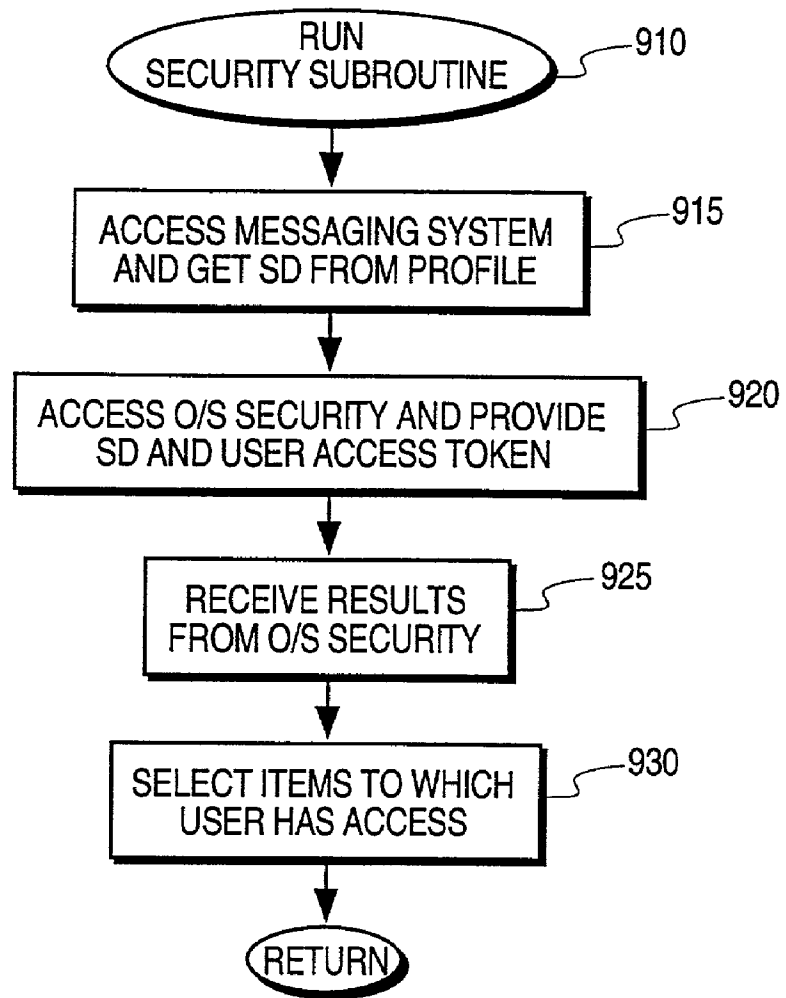 RUN
SECURITY SUBROUTINE
910
ACCESS MESSAGING SYSTEM
AND GET SD FROM PROFILE
915
ACCESS O/S SECURITY AND PROVIDE
SD AND USER ACCESS TOKEN
920
RECEIVE RESULTS
FROM O/S SECURITY
925
SELECT ITEMS TO WHICH
USER HAS ACCESS
930
RETURN